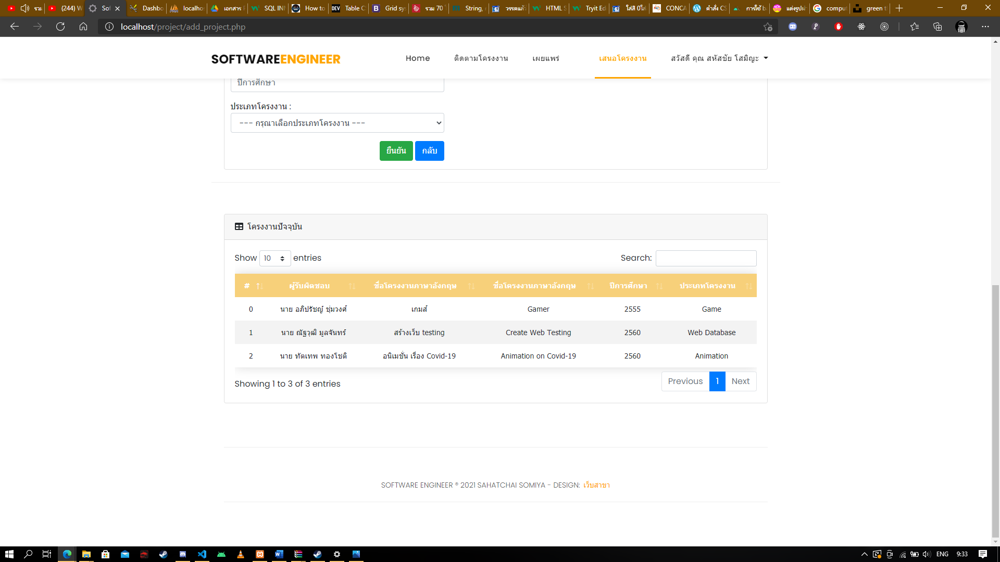 รวม
(244) W
Sof
Dashbo
localho
เอกสาร
SQL INN
How to
Table C
Grid sy
รวม 70
String,
วรรคแล้
HTML S
Tryit Ed
ใส่สี 0ใส่
CONCA
คำสั่ง CS
การใช้ b
แต่งรูปผ่า
compu
green t
localhost/project/add_project.php
SOFTWAREENGINEER
Home
ติดตามโครงงาน
เผยแพร่
เสนอโครงงาน
สวัสดี คุณ สหัสชัย โสมิญะ
ปีการศึกษา
ประเภทโครงงาน :
--- กรุณาเลือกประเภทโครงงาน ---
ยืนยัน กลับ
โครงงานปัจจุบัน
Show 10 entries
Search:
# ผู้รับผิดชอบ ชื่อโครงงานภาษาอังกฤษ ชื่อโครงงานภาษาอังกฤษ ปีการศึกษา ประเภทโครงงาน
0 นาย อภิปรัชญ์ ชุ่มวงศ์ เกมส์ Gamer 2555 Game
1 นาย ณัฐวุฒิ มูลจันทร์ สร้างเว็บ testing Create Web Testing 2560 Web Database
2 นาย ทัตเทพ ทองโชติ อนิเมชั่น เรื่อง Covid-19 Animation on Covid-19 2560 Animation
Showing 1 to 3 of 3 entries
Previous 1 Next
SOFTWARE ENGINEER ® 2021 SAHATCHAI SOMIYA - DESIGN: เว็บสาขา
ENG
9:33